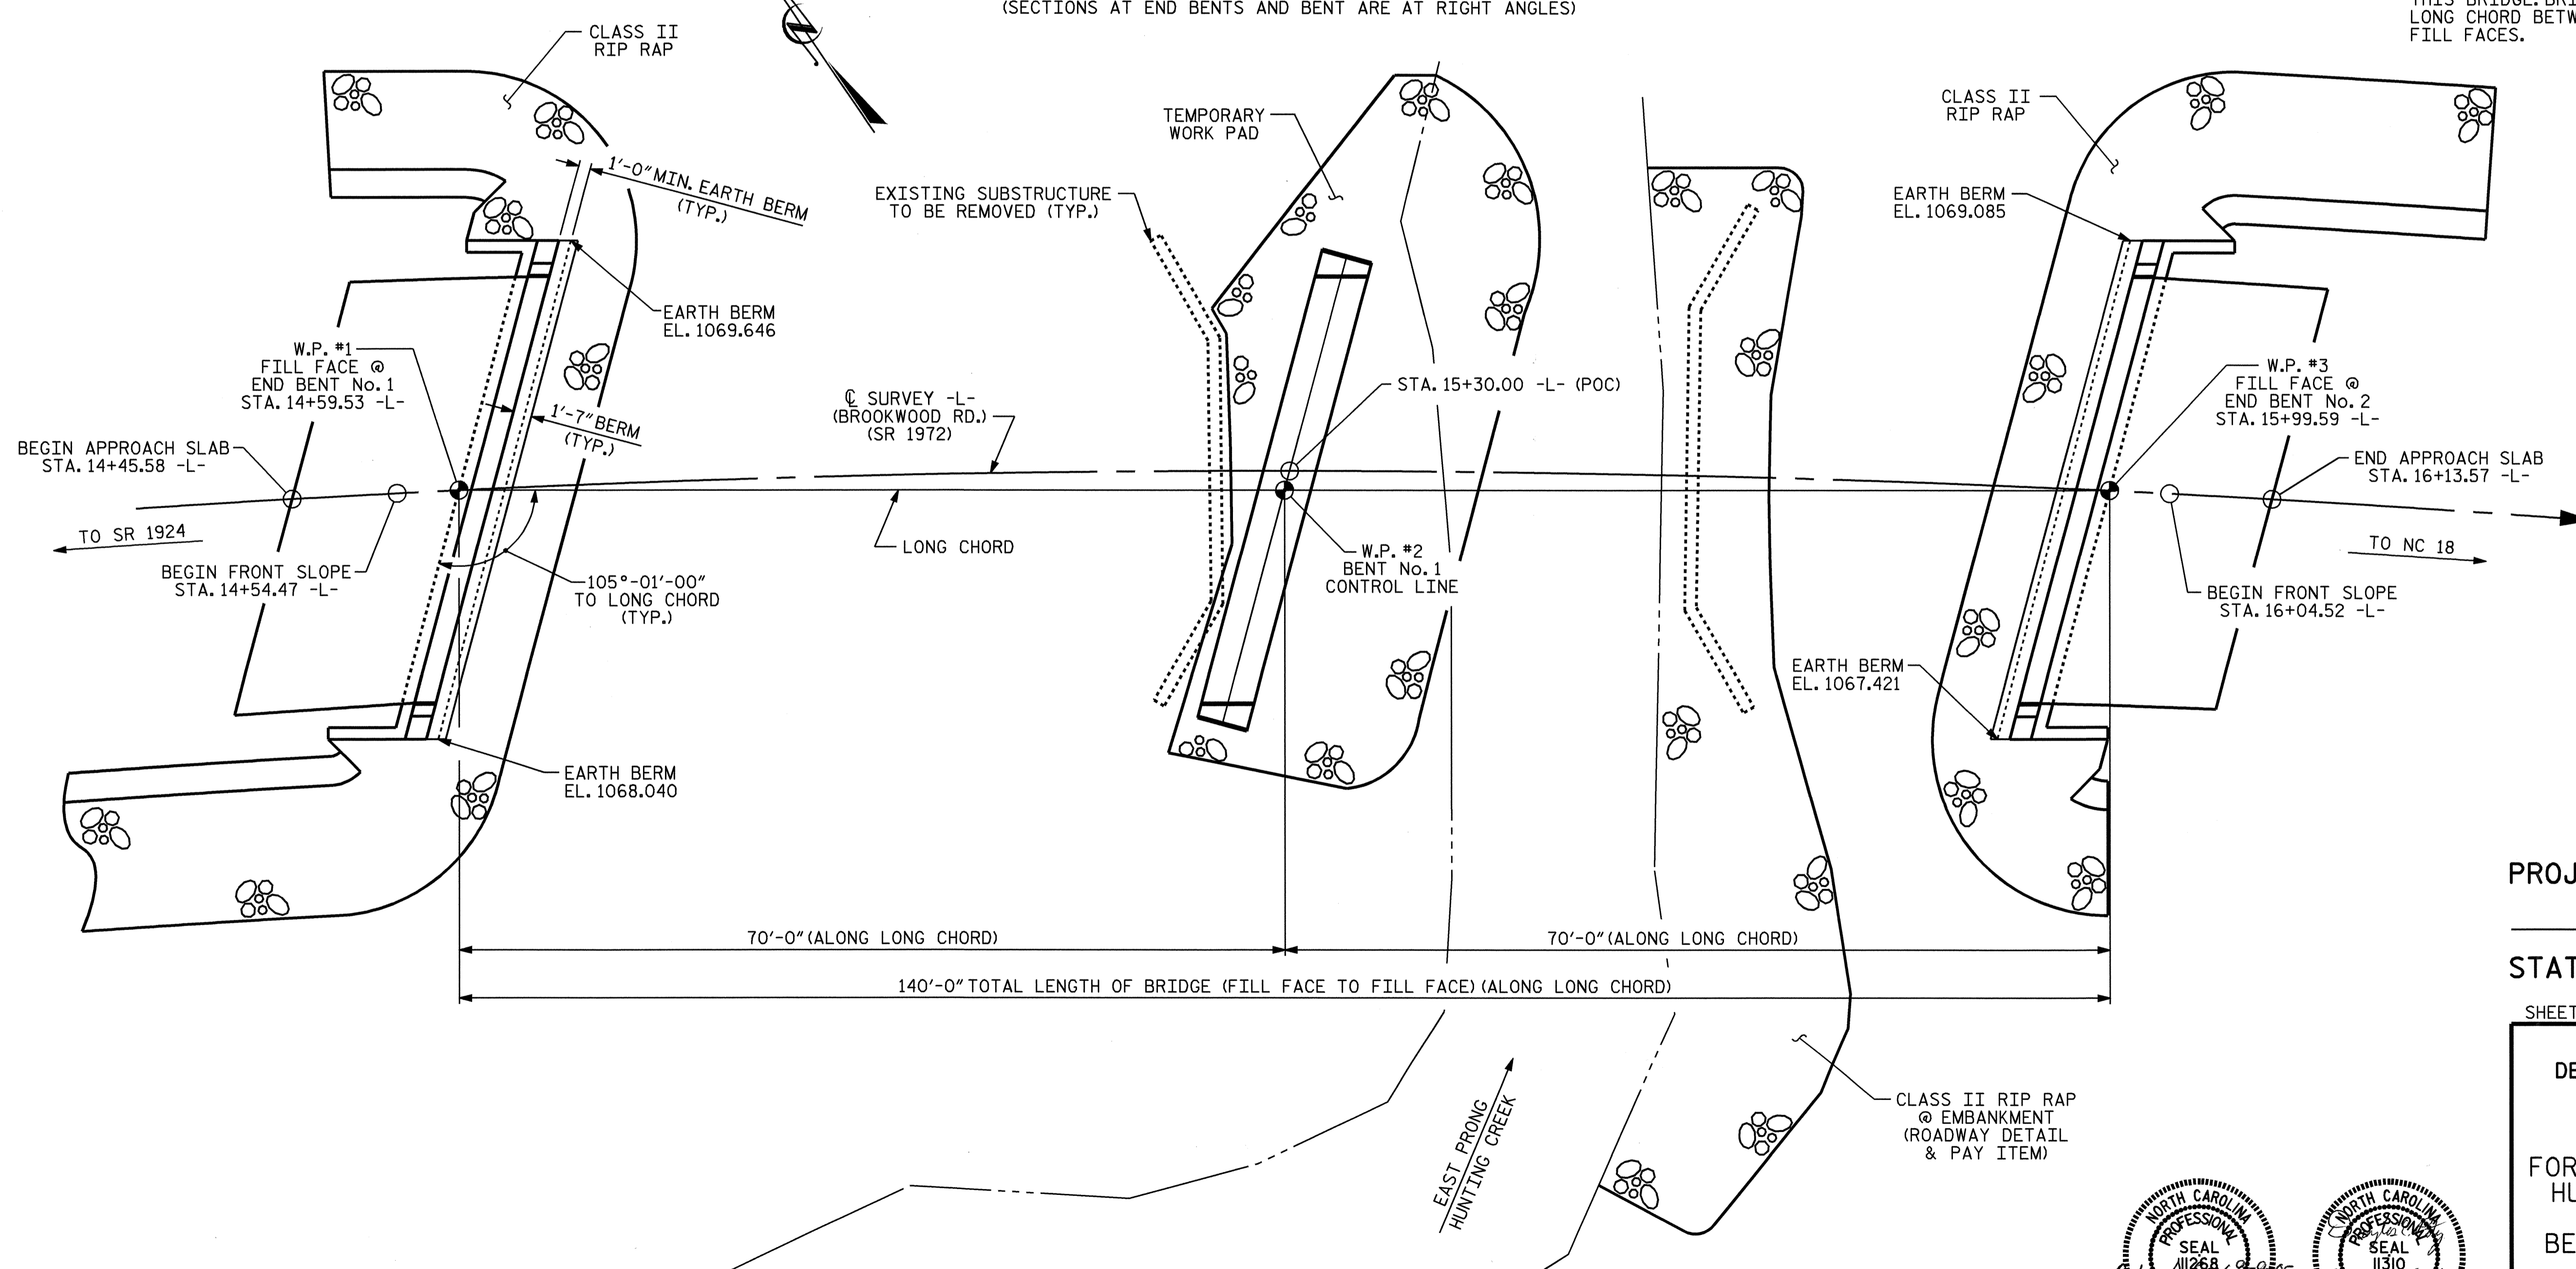 (SECTIONS AT END BENTS AND BENT ARE AT RIGHT ANGLES)
LONG CHORD
FILL FACES.
CLASS II
RIP RAP
1'-0" MIN. EARTH BERM
(TYP.)
TEMPORARY
WORK PAD
EXISTING SUBSTRUCTURE
TO BE REMOVED (TYP.)
CLASS II
RIP RAP
EARTH BERM
EL. 1069.085
EARTH BERM
EL. 1069.646
W.P. #1
FILL FACE @
END BENT No. 1
STA. 14+59.53 -L-
1'-7" BERM
(TYP.)
℄ SURVEY -L-
(BROOKWOOD RD.)
(SR 1972)
STA. 15+30.00 -L- (POC)
W.P. #3
FILL FACE @
END BENT No. 2
STA. 15+99.59 -L-
BEGIN APPROACH SLAB
STA. 14+45.58 -L-
END APPROACH SLAB
STA. 16+13.57 -L-
TO SR 1924
LONG CHORD
TO NC 18
BEGIN FRONT SLOPE
STA. 14+54.47 -L-
105°-01'-00"
TO LONG CHORD
(TYP.)
W.P. #2
BENT No. 1
CONTROL LINE
BEGIN FRONT SLOPE
STA. 16+04.52 -L-
EARTH BERM
EL. 1067.421
EARTH BERM
EL. 1068.040
70'-0" (ALONG LONG CHORD)
70'-0" (ALONG LONG CHORD)
140'-0" TOTAL LENGTH OF BRIDGE (FILL FACE TO FILL FACE) (ALONG LONG CHORD)
EAST PRONG
HUNTING CREEK
CLASS II RIP RAP
@ EMBANKMENT
(ROADWAY DETAIL
& PAY ITEM)
PROJ
STAT
SHEET
DE
FOR
HU
BE
NORTH CAROLINA
PROFESSIONAL
SEAL
11268
NORTH CAROLINA
PROFESSIONAL
SEAL
11310